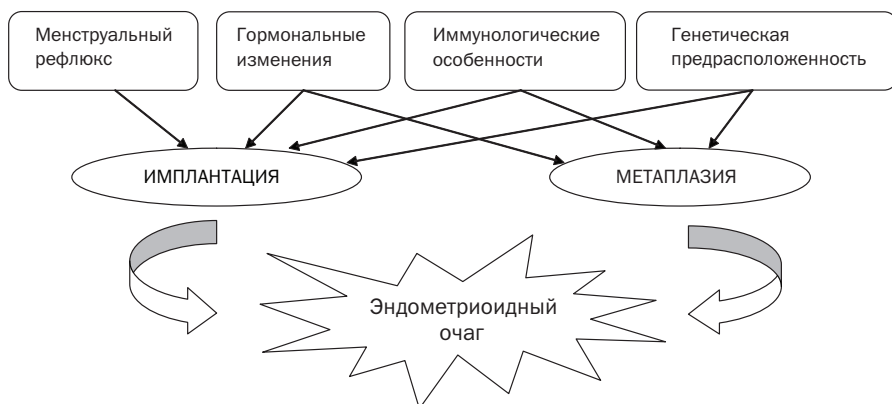 Менструальный
рефлюкс
Гормональные
изменения
Иммунологические
особенности
Генетическая
предрасположенность
ИМПЛАНТАЦИЯ
МЕТАПЛАЗИЯ
Эндометриоидный
очаг